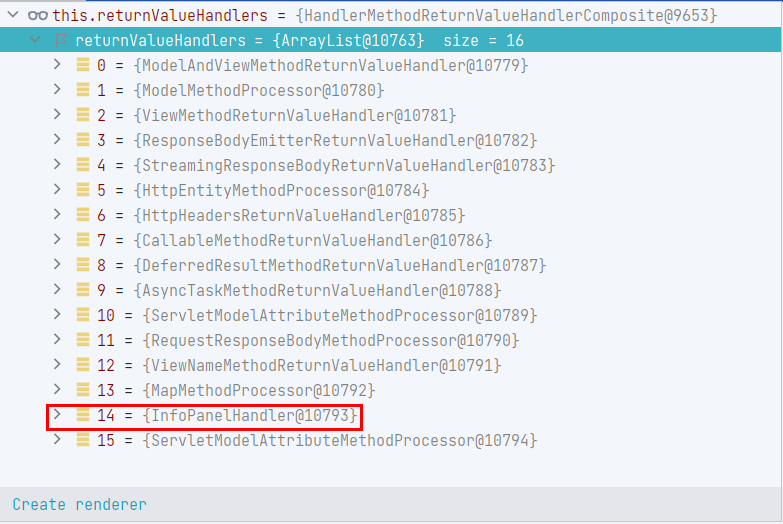 this.returnValueHandlers = {HandlerMethodReturnValueHandlerComposite@9653}
returnValueHandlers = {ArrayList@10763} size = 16
0 = {ModelAndViewMethodReturnValueHandler@10779}
1 = {ModelMethodProcessor@10780}
2 = {ViewMethodReturnValueHandler@10781}
3 = {ResponseBodyEmitterReturnValueHandler@10782}
4 = {StreamingResponseBodyReturnValueHandler@10783}
5 = {HttpEntityMethodProcessor@10784}
6 = {HttpHeadersReturnValueHandler@10785}
7 = {CallableMethodReturnValueHandler@10786}
8 = {DeferredResultMethodReturnValueHandler@10787}
9 = {AsyncTaskMethodReturnValueHandler@10788}
10 = {ServletModelAttributeMethodProcessor@10789}
11 = {RequestResponseBodyMethodProcessor@10790}
12 = {ViewNameMethodReturnValueHandler@10791}
13 = {MapMethodProcessor@10792}
14 = {InfoPanelHandler@10793}
15 = {ServletModelAttributeMethodProcessor@10794}
Create renderer